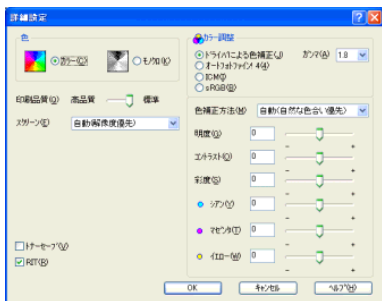 詳細設定
色
カラー(C)
モノクロ(K)
印刷品質(Q)
高品質
標準
スクリーン(E)
自動(解像度優先)
トナーセーブ(V)
RIT(R)
カラー調整
ドライバによる色補正(J)
ガンマ(A)
1.8
オートフォトファイン!4(4)
ICM(I)
sRGB(B)
色補正方法(M)
自動(自然な色合い優先)
明度(G)
0
- +
コントラスト(O)
0
- +
彩度(S)
0
- +
シアン(Y)
0
- +
マゼンタ(T)
0
- +
イエロー(W)
0
- +
OK
キャンセル
ヘルプ(H)